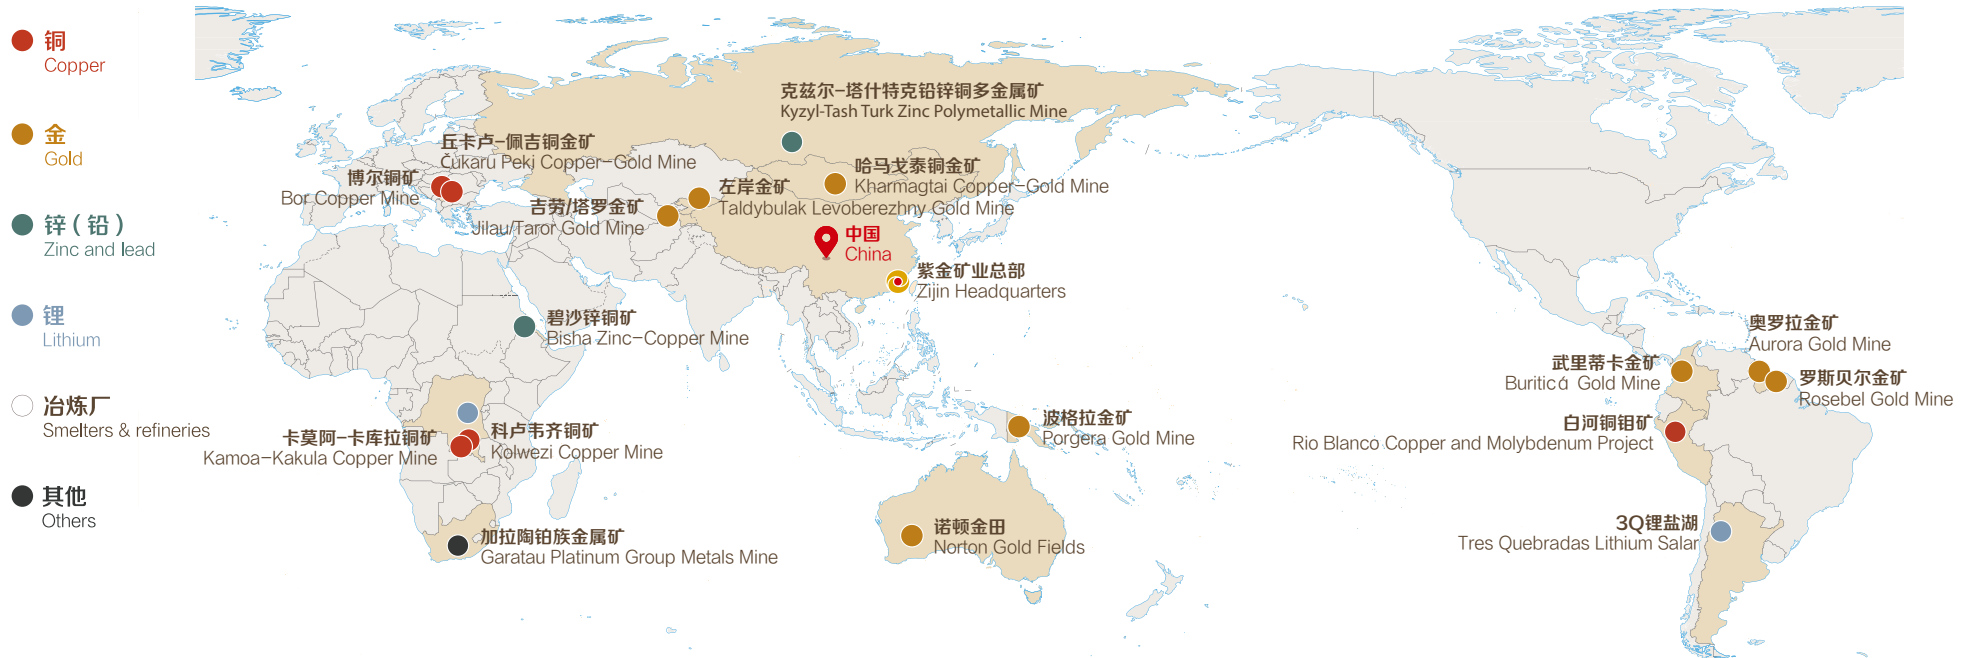 铜
Copper
金
Gold
锌（铅）
Zinc and lead
锂
Lithium
冶炼厂
Smelters & refineries
其他
Others
克兹尔-塔什特克铅锌铜多金属矿
Kyzyl-Tash Turk Zinc Polymetallic Mine
丘卡卢-佩吉铜金矿
Čukaru Peki Copper-Gold Mine
博尔铜矿
Bor Copper Mine
哈马戈泰铜金矿
Kharmagtai Copper-Gold Mine
左岸金矿
Taldybulak Levoberezhny Gold Mine
吉劳/塔罗金矿
Jilau/Taror Gold Mine
中国
China
紫金矿业总部
Zijin Headquarters
碧沙锌铜矿
Bisha Zinc-Copper Mine
科卢韦齐铜矿
Kolwezi Copper Mine
卡莫阿-卡库拉铜矿
Kamoa-Kakula Copper Mine
加拉陶铂族金属矿
Garatau Platinum Group Metals Mine
波格拉金矿
Porgera Gold Mine
诺顿金田
Norton Gold Fields
奥罗拉金矿
Aurora Gold Mine
武里蒂卡金矿
Buriticá Gold Mine
罗斯贝尔金矿
Rosebel Gold Mine
白河铜钼矿
Rio Blanco Copper and Molybdenum Project
3Q锂盐湖
Tres Quebradas Lithium Salar